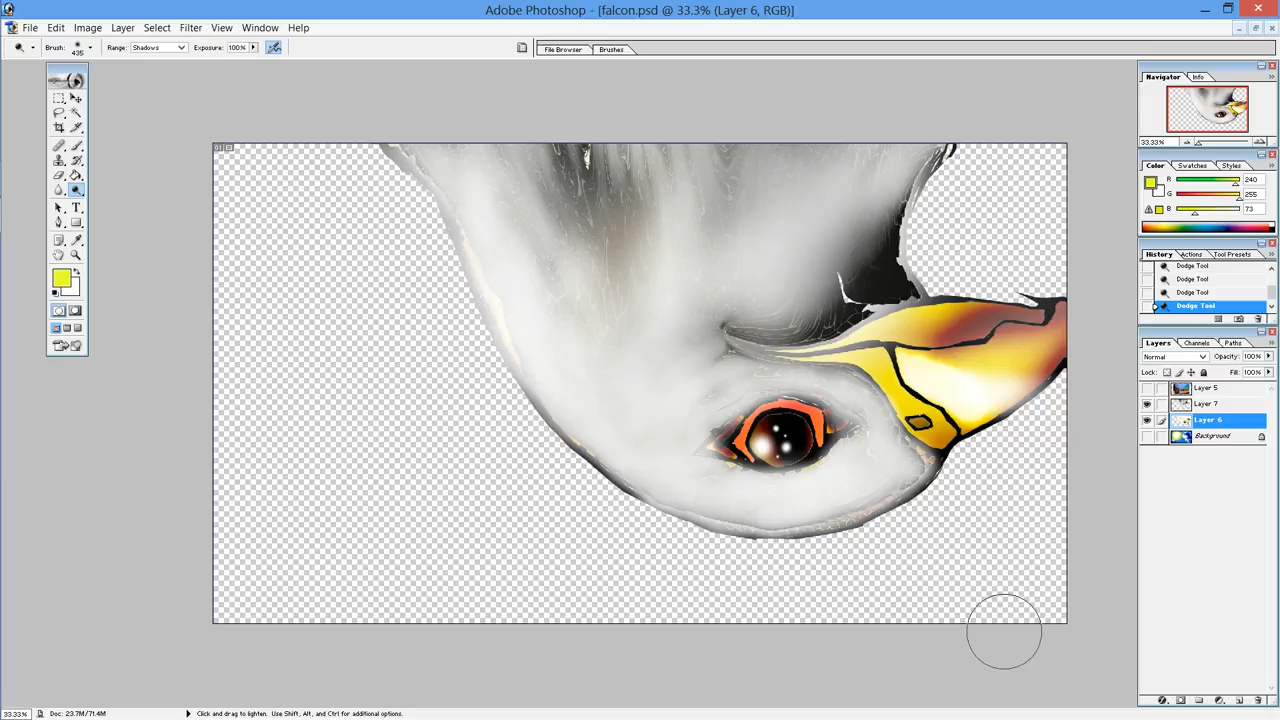 Adobe Photoshop - [falcon.psd @ 33.3% (Layer 6, RGB)]
File Edit Image Layer Select Filter View Window Help
Brush: 435 Range: Shadows Exposure: 100% File Browser Brushes
Navigator Info
33.33%
Color Swatches Styles
R 240
G 255
B 73
History Actions Tool Presets
Dodge Tool
Dodge Tool
Dodge Tool
Dodge Tool
Layers Channels Paths
Normal Opacity: 100%
Lock: Fill: 100%
Layer 5
Layer 7
Layer 6
Background
33.33% Doc: 23.7M/71.4M Click and drag to lighten. Use Shift, Alt, and Ctrl for additional options.